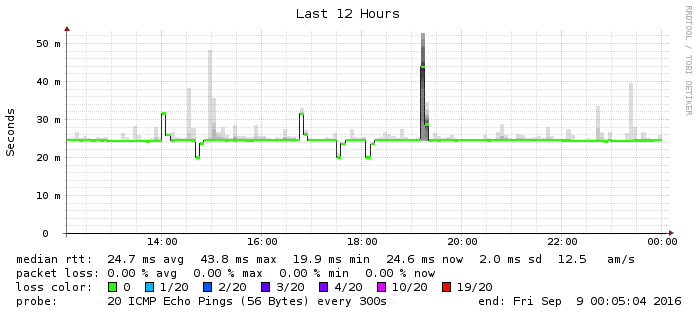 Last 12 Hours
RRDTOOL / TOBI OETIKER
Seconds
50 m
40 m
30 m
20 m
10 m
0
14:00 16:00 18:00 20:00 22:00 00:00
median rtt: 24.7 ms avg 43.8 ms max 19.9 ms min 24.6 ms now 2.0 ms sd 12.5 am/s
packet loss: 0.00 % avg 0.00 % max 0.00 % min 0.00 % now
loss color: 0 1/20 2/20 3/20 4/20 10/20 19/20
probe: 20 ICMP Echo Pings (56 Bytes) every 300s end: Fri Sep 9 00:05:04 2016